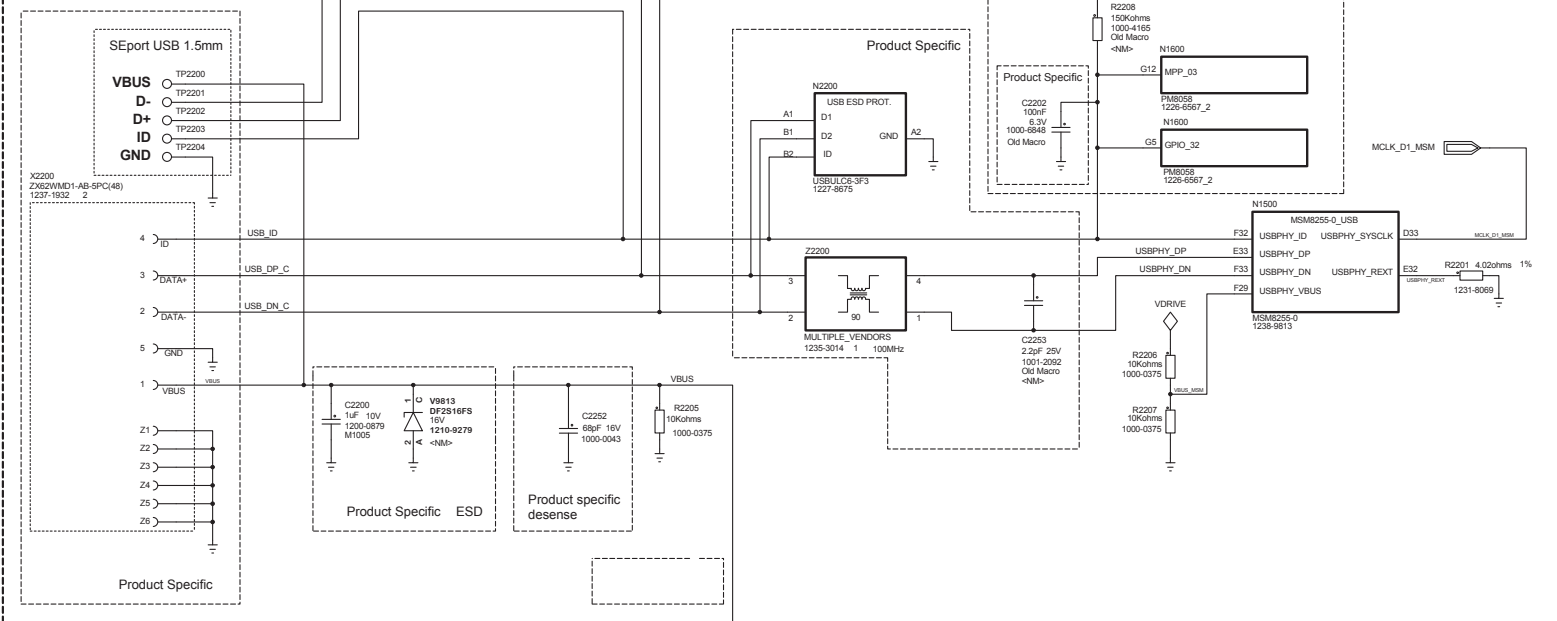 SEport USB 1.5mm
VBUS TP2200
D- TP2201
D+ TP2202
ID TP2203
GND TP2204
X2200
ZX62WMD1-AB-5PC(48)
1237-1932 2
4 ID USB_ID
3 DATA+ USB_DP_C
2 DATA- USB_DN_C
5 GND
1 VBUS VBUS
Z1
Z2
Z3
Z4
Z5
Z6
Product Specific
C2200
1uF 10V
1200-0879
M1005
1 C
2 A
V9813
DF2S16FS
16V
1210-9279
<NM>
Product Specific ESD
C2252
68pF 16V
1000-0043
Product specific
desense
VBUS
R2205
10Kohms
1000-0375
Product Specific
N2200
USB ESD PROT.
A1 D1
B1 D2 GND A2
B2 ID
USBULC6-3F3
1227-8675
Z2200
3 4
2 90 1
MULTIPLE_VENDORS
1235-3014 1 100MHz
C2253
2.2pF 25V
1001-2092
Old Macro
<NM>
R2208
150Kohms
1000-4165
Old Macro
<NM>
Product Specific
C2202
100nF
6.3V
1000-6848
Old Macro
N1600
G12 MPP_03
PM8058
1226-6567_2
N1600
G5 GPIO_32
PM8058
1226-6567_2
MCLK_D1_MSM
N1500
MSM8255-0_USB
F32 USBPHY_ID USBPHY_SYSCLK D33 MCLK_D1_MSM
USBPHY_DP E33 USBPHY_DP
USBPHY_DN F33 USBPHY_DN USBPHY_REXT E32 USBPHY_REXT
F29 USBPHY_VBUS
MSM8255-0
1238-9813
R2201 4.02ohms 1%
1231-8069
VDRIVE
R2206
10Kohms
1000-0375
VBUS_MSM
R2207
10Kohms
1000-0375